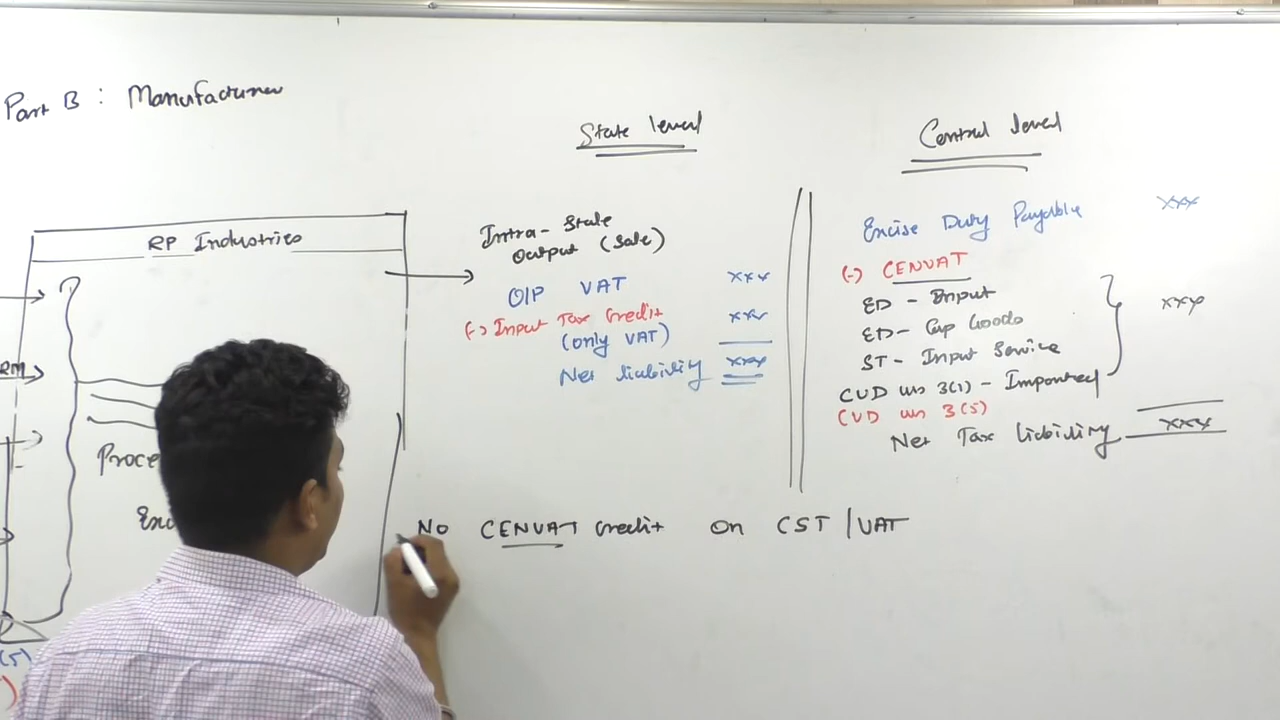 Part B : Manufacturer
State level
Central level
RP Industries
Intra-State
Output (Sale)
O/P VAT xxx
(-) Input Tax Credit xxx
(only VAT)
Net liability xxx
Excise Duty Payable xxx
(-) CENVAT
ED - Input
ED - Cap Goods xxx
ST - Input Service
CVD u/s 3(1) - Imported
CVD u/s 3(5)
Net Tax liability xxx
RM
Proce
No CENVAT Credit On CST / VAT
(5)